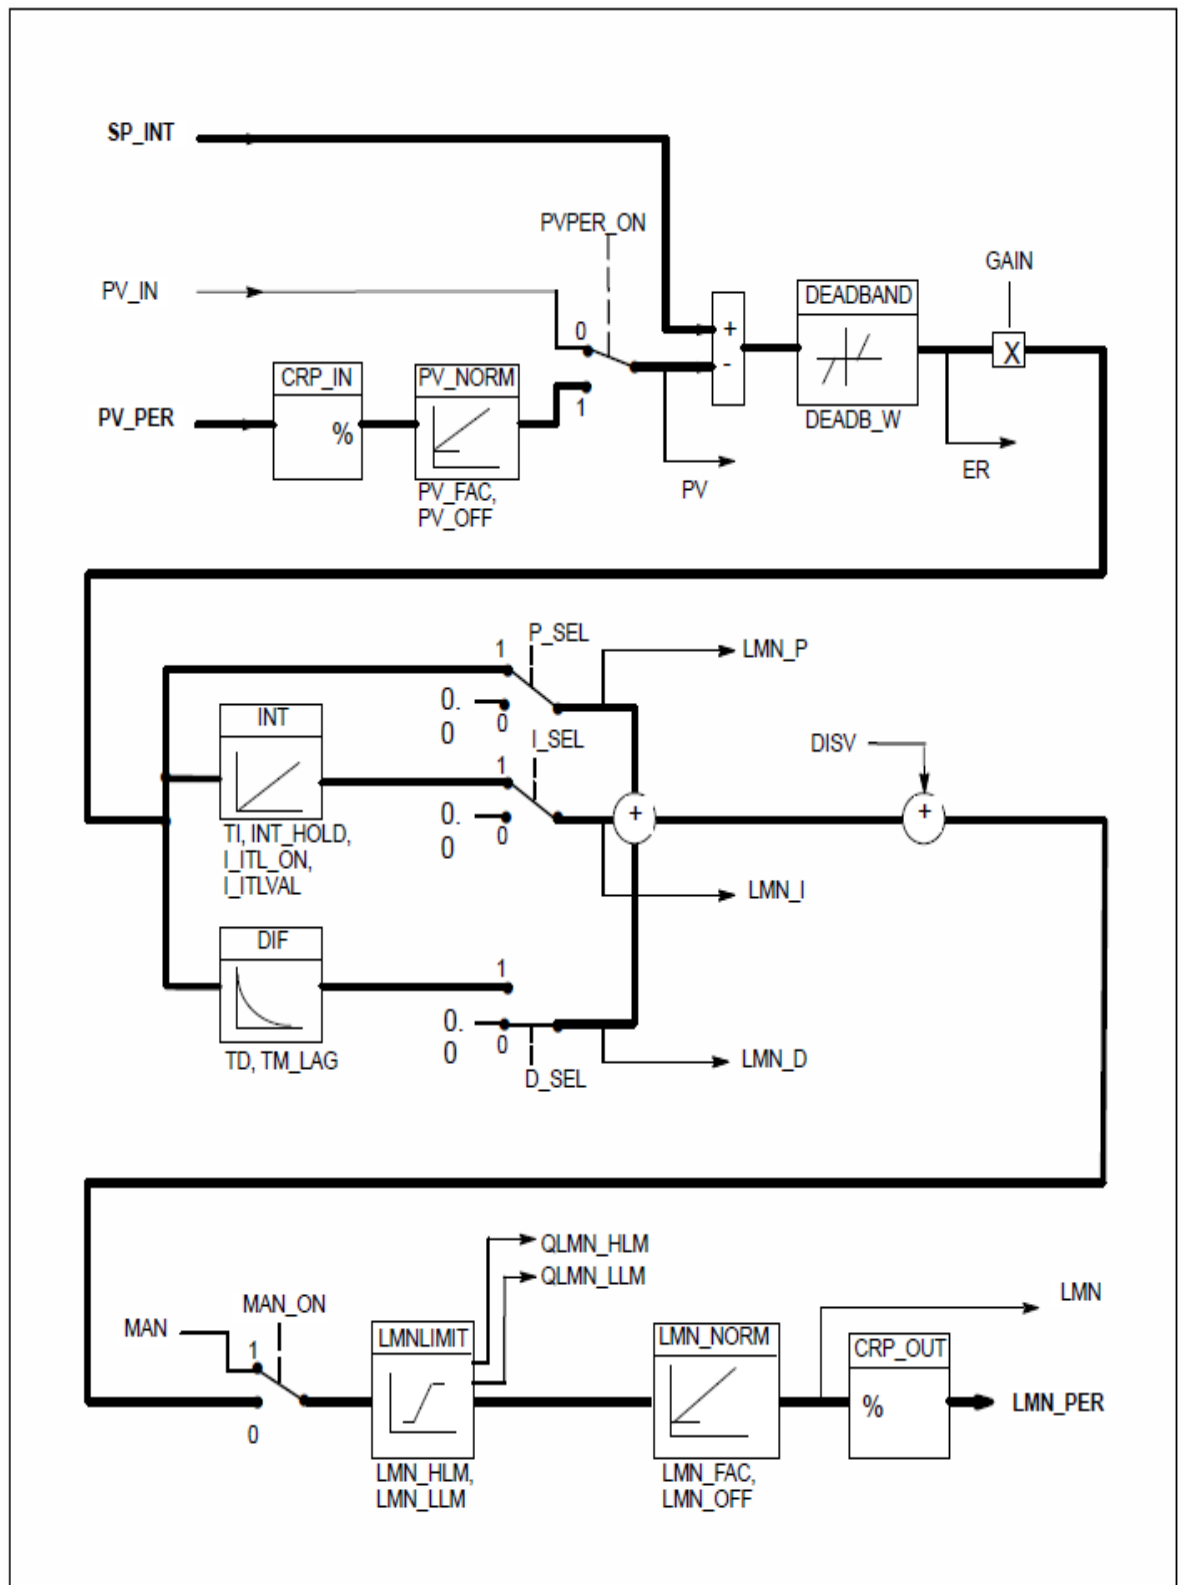 SP_INT
PVPER_ON
GAIN
PV_IN
DEADBAND
0
+
X
CRP_IN
PV_NORM
-
PV_PER
%
1
DEADB_W
ER
PV
PV_FAC,
PV_OFF
P_SEL
1
LMN_P
0.
0
0
INT
I_SEL
DISV
1
0.
0
0
+
+
TI, INT_HOLD,
I_ITL_ON,
I_ITLVAL
LMN_I
DIF
1
0.
0
0
TD, TM_LAG
D_SEL
LMN_D
QLMN_HLM
QLMN_LLM
MAN_ON
MAN
LMN
1
LMNLIMIT
LMN_NORM
CRP_OUT
%
LMN_PER
0
LMN_HLM,
LMN_LLM
LMN_FAC,
LMN_OFF